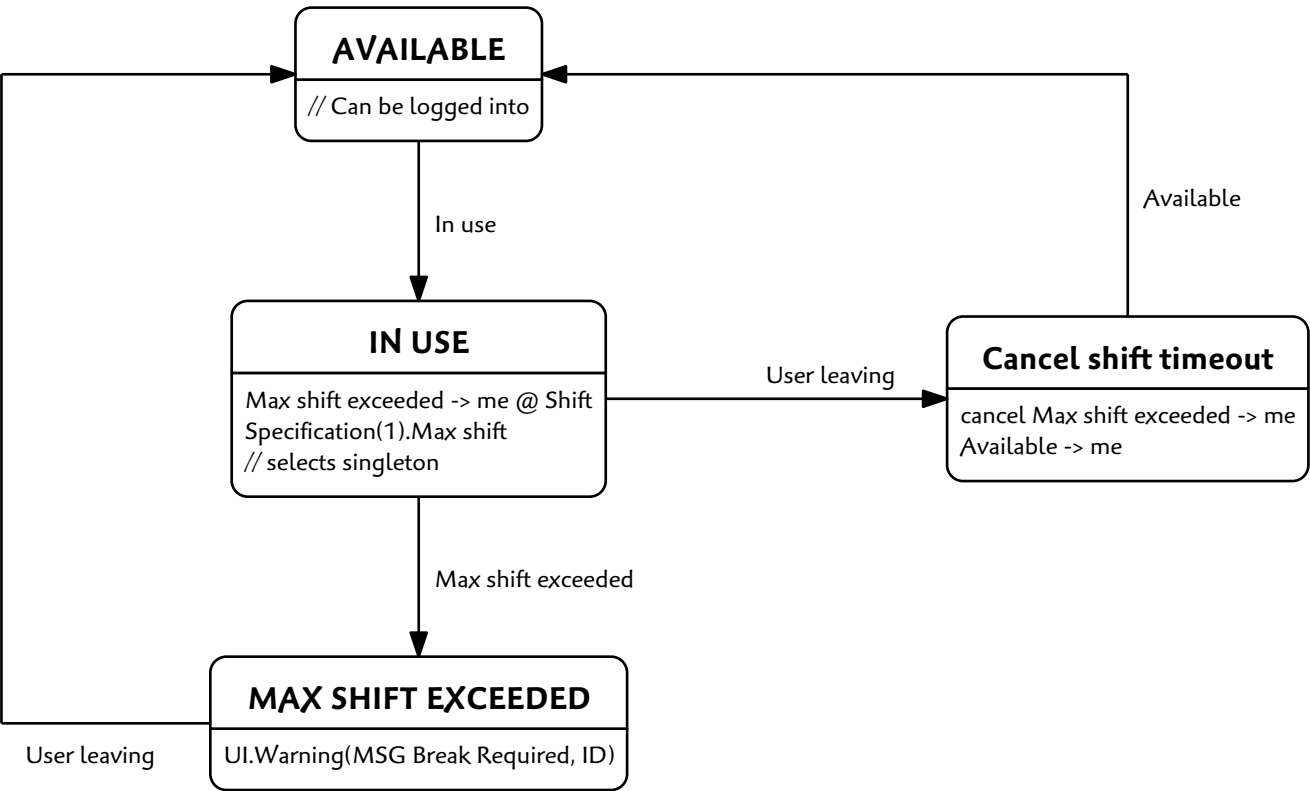 AVAILABLE
// Can be logged into
Available
In use
IN USE
Max shift exceeded -> me @ Shift
Specification(1).Max shift
// selects singleton
User leaving
Cancel shift timeout
cancel Max shift exceeded -> me
Available -> me
Max shift exceeded
MAX SHIFT EXCEEDED
UI.Warning(MSG Break Required, ID)
User leaving